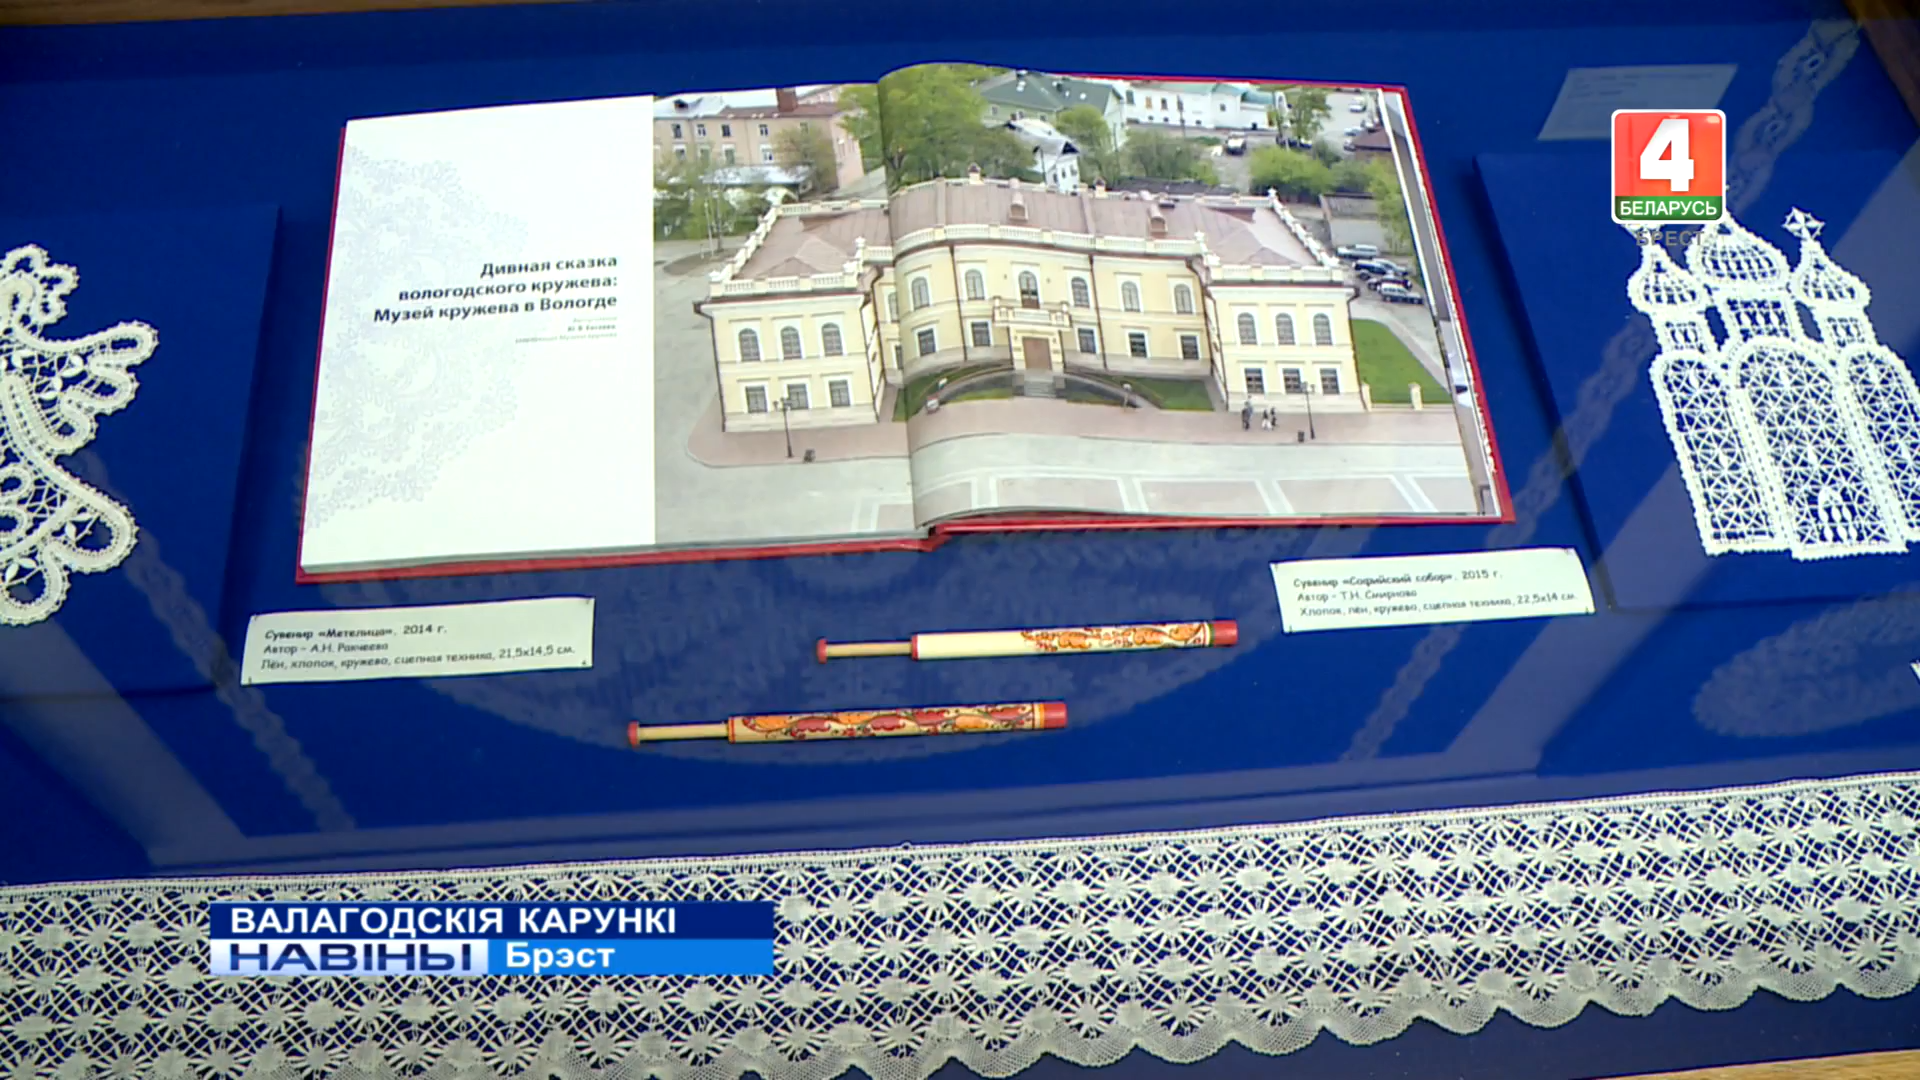 4
БЕЛАРУСЬ
БРЕСТ
Дивная сказка
вологодского кружева:
Музей кружева в Вологде
Сувенир «Метелица», 2014 г.
Автор - А.Н. Ракчеева
Лён, хлопок, кружево, сцепная техника, 21,5х14,5 см.
Сувенир «Софийский собор», 2015 г.
Автор - Т.Н. Смирнова
Хлопок, лён, кружево, сцепная техника, 22,5х14 см.
ВАЛАГОДСКІЯ КАРУНКІ
НАВІНЫ Брэст